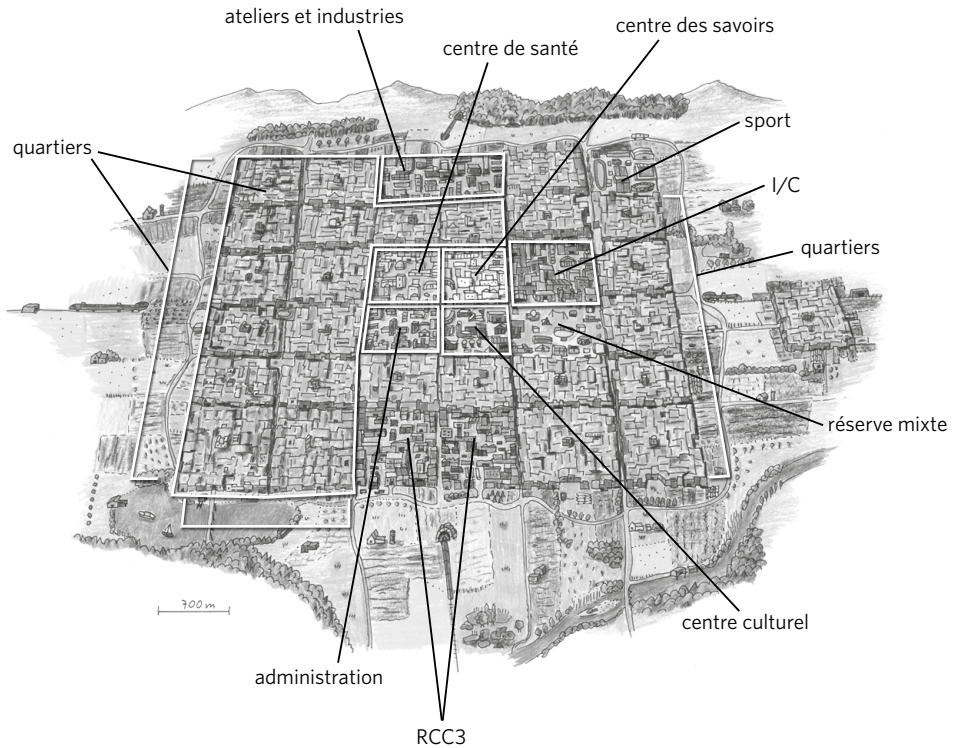 ateliers et industries
centre des savoirs
centre de santé
sport
quartiers
I/C
quartiers
réserve mixte
700 m
centre culturel
administration
RCC3